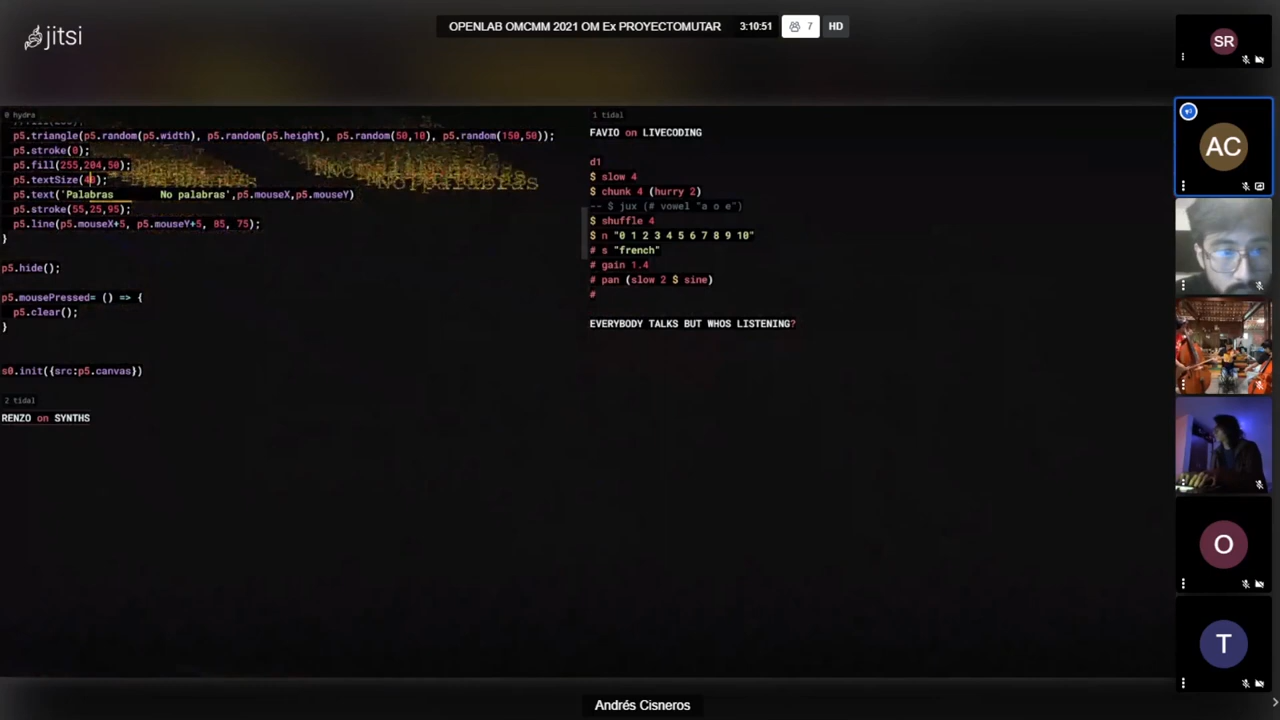 jitsi
OPENLAB OMCMM 2021 OM Ex PROYECTOMUTAR 3:10:51 7 HD
SR
0 hydra
p5.triangle(p5.random(p5.width), p5.random(p5.height), p5.random(50,10), p5.random(150,50));
p5.stroke(0);
p5.fill(255,204,50);
p5.textSize(40);
p5.text('Palabras No palabras',p5.mouseX,p5.mouseY)
p5.stroke(55,25,95);
p5.line(p5.mouseX+5, p5.mouseY+5, 85, 75);
}
p5.hide();
p5.mousePressed= () => {
p5.clear();
}
s0.init({src:p5.canvas})
2 tidal
RENZO on SYNTHS
No palabras
1 tidal
FAVIO on LIVECODING
d1
$ slow 4
$ chunk 4 (hurry 2)
-- $ jux (# vowel "a o e")
$ shuffle 4
$ n "0 1 2 3 4 5 6 7 8 9 10"
# s "french"
# gain 1.4
# pan (slow 2 $ sine)
#
EVERYBODY TALKS BUT WHOS LISTENING?
AC
O
T
Andrés Cisneros